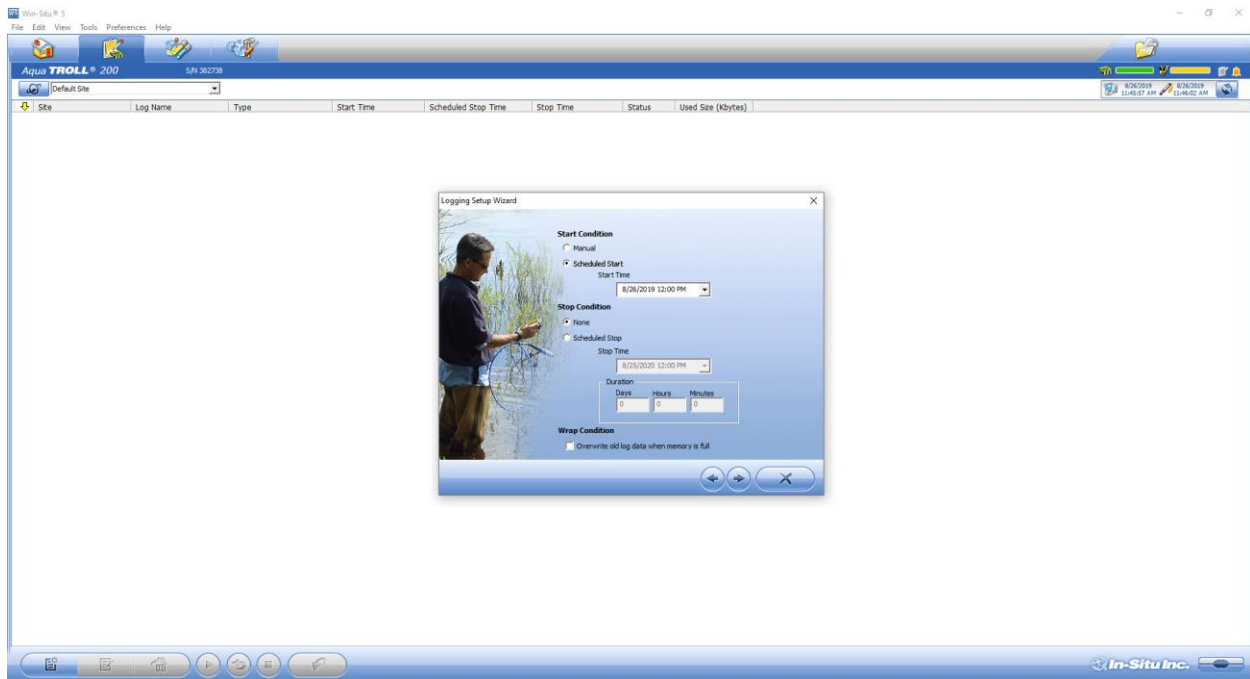 Win-Situ® 5
File Edit View Tools Preferences Help
Aqua TROLL® 200 S/N 382738
Default Site
8/26/2019 11:45:57 AM 8/26/2019 11:46:02 AM
Site Log Name Type Start Time Scheduled Stop Time Stop Time Status Used Size (Kbytes)
Logging Setup Wizard
Start Condition
Manual
Scheduled Start
Start Time
8/26/2019 12:00 PM
Stop Condition
None
Scheduled Stop
Stop Time
8/25/2020 12:00 PM
Duration
Days Hours Minutes
0 0 0
Wrap Condition
Overwrite old log data when memory is full
In-Situ Inc.